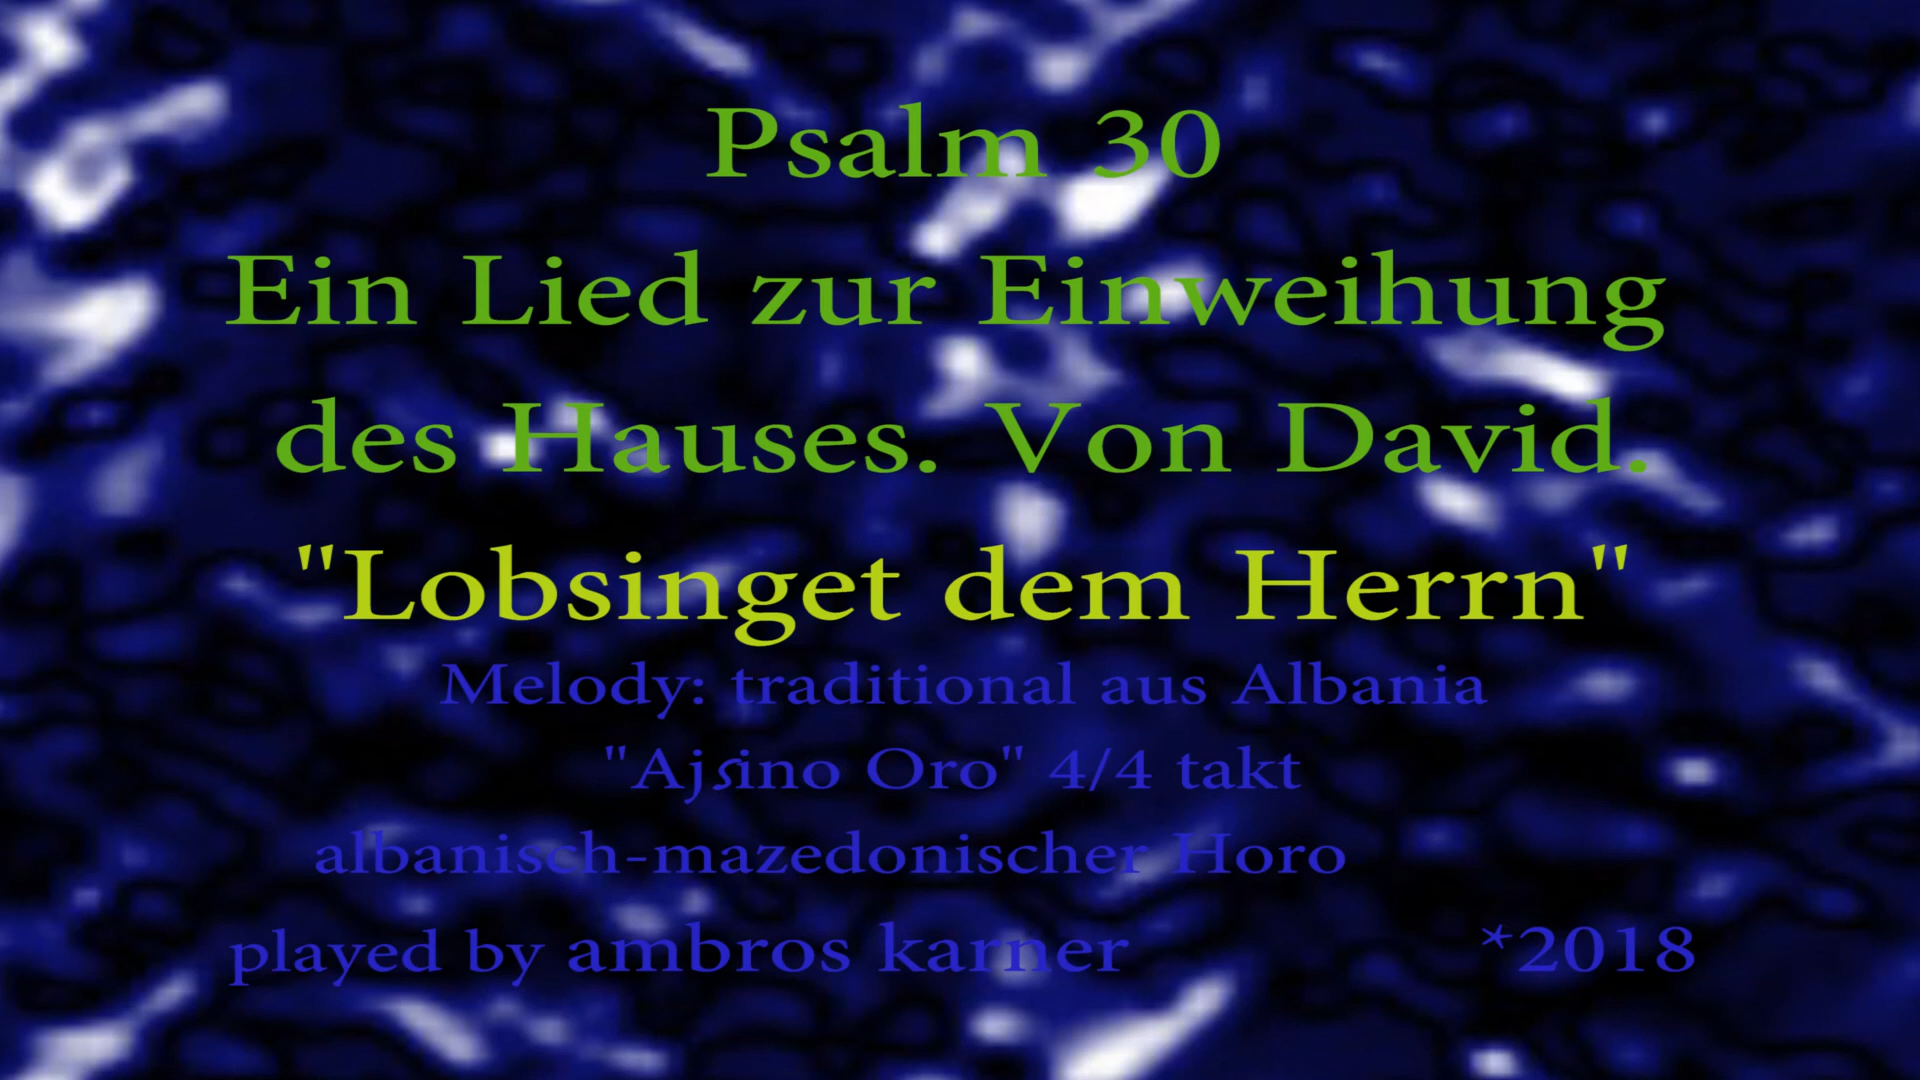 Psalm 30
Ein Lied zur Einweihung
des Hauses. Von David.
"Lobsinget dem Herrn"
Melody: traditional aus Albania
"Ajsino Oro" 4/4 takt
albanisch-mazedonischer Horo
played by ambros karner *2018